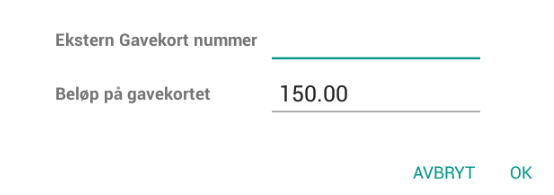 Ekstern Gavekort nummer
Beløp på gavekortet 150.00
AVBRYT OK